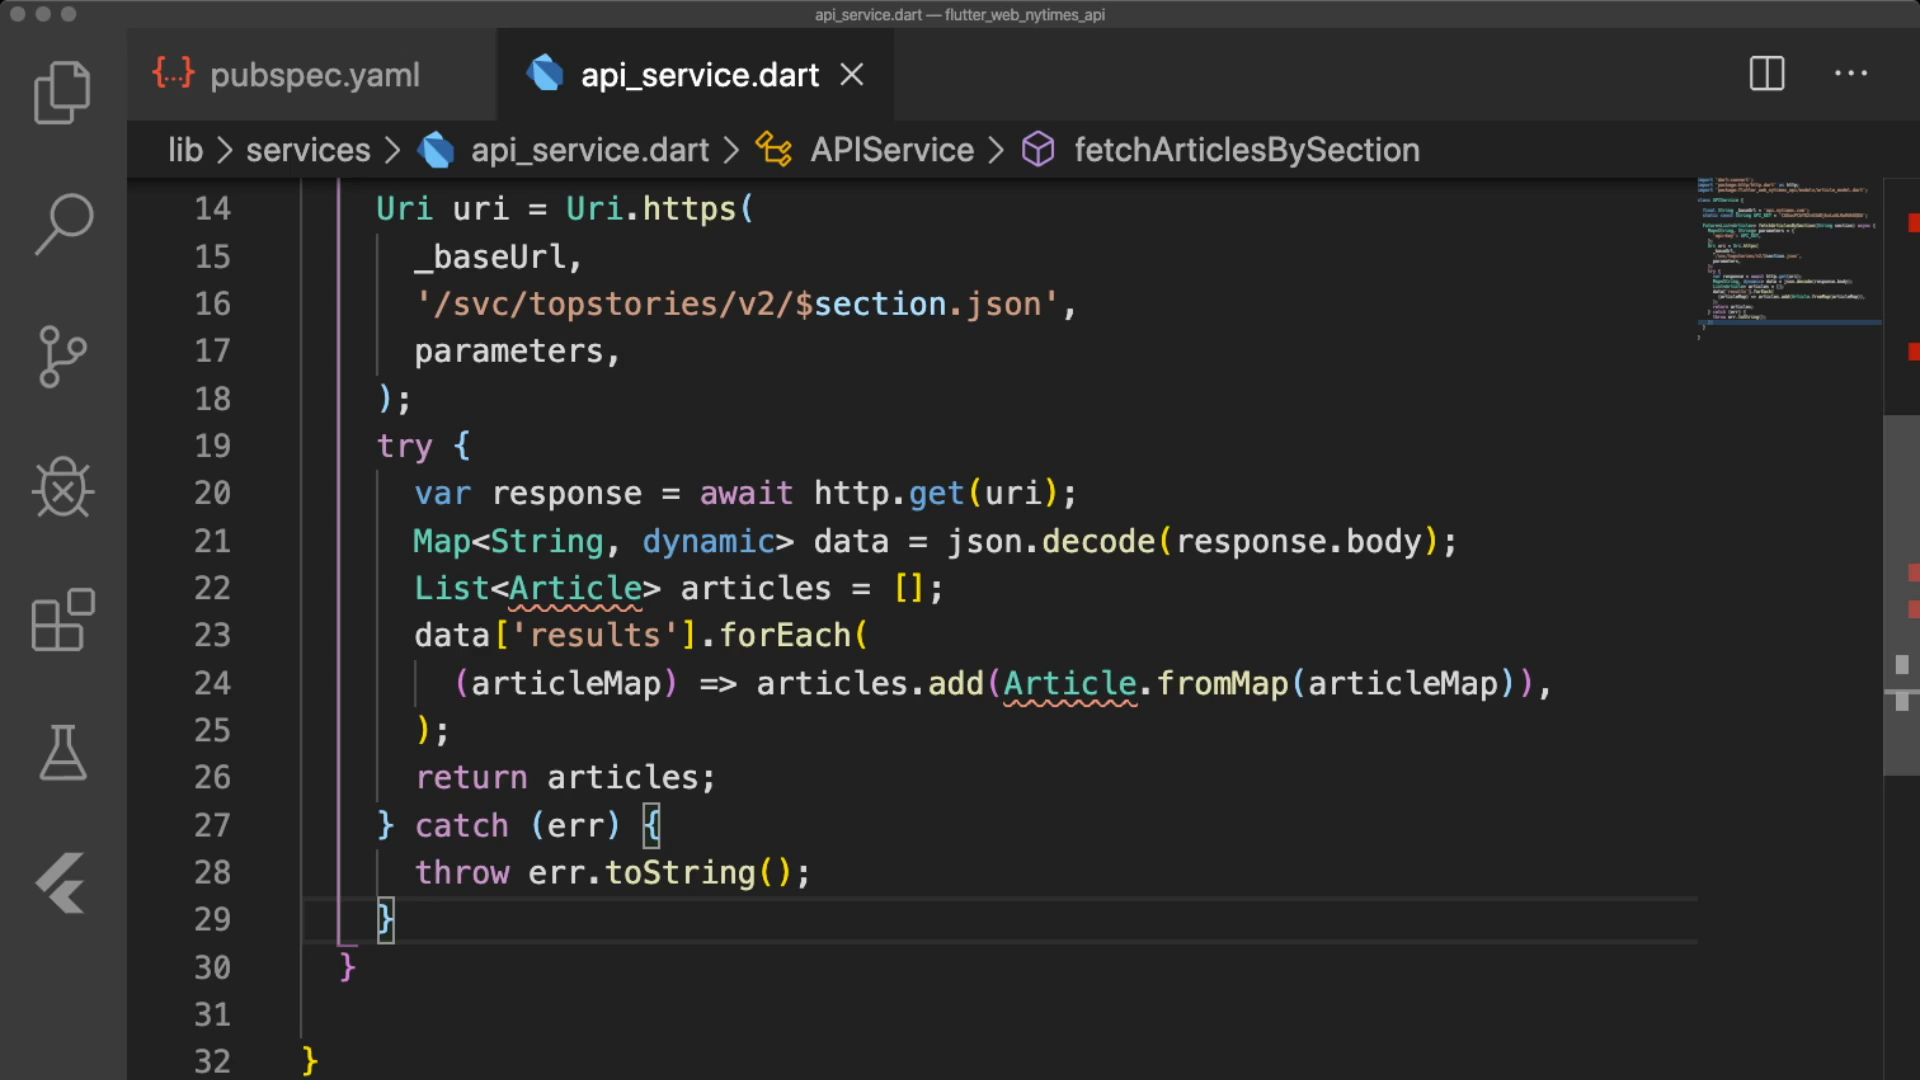 api_service.dart — flutter_web_nytimes_api
{...} pubspec.yaml
api_service.dart
lib > services > api_service.dart > APIService > fetchArticlesBySection
14 Uri uri = Uri.https(
15 _baseUrl,
16 '/svc/topstories/v2/$section.json',
17 parameters,
18 );
19 try {
20 var response = await http.get(uri);
21 Map<String, dynamic> data = json.decode(response.body);
22 List<Article> articles = [];
23 data['results'].forEach(
24 (articleMap) => articles.add(Article.fromMap(articleMap)),
25 );
26 return articles;
27 } catch (err) {
28 throw err.toString();
29 }
30 }
31
32 }